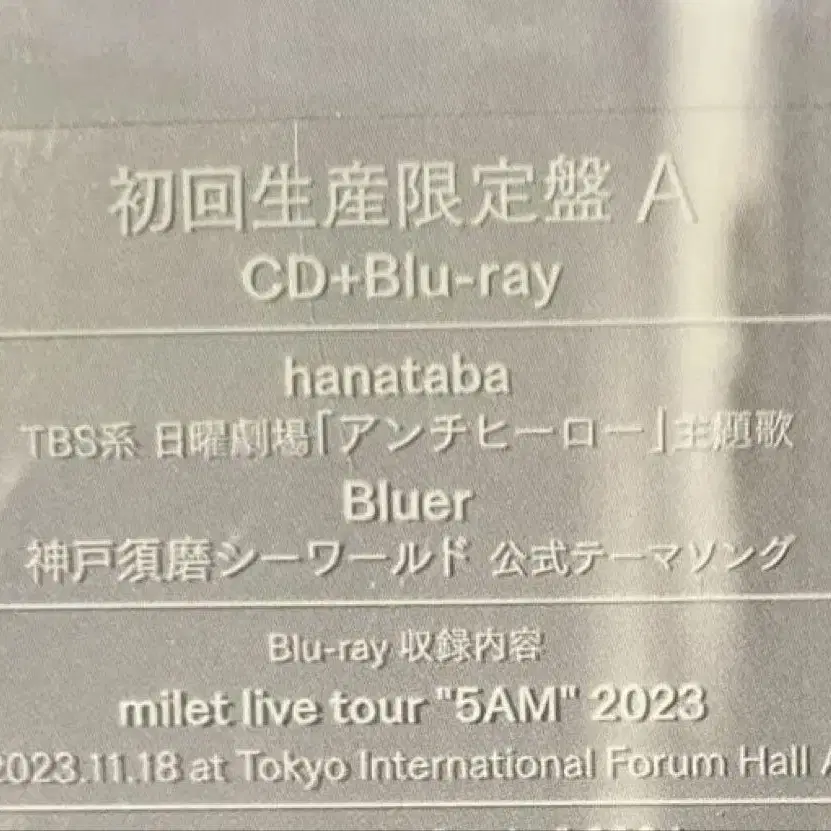 初回生産限定盤 A
CD+Blu-ray
hanataba
TBS系 日曜劇場「アンチヒーロー」主題歌
Bluer
神戸須磨シーワールド 公式テーマソング
Blu-ray 収録内容
milet live tour "5AM" 2023
2023.11.18 at Tokyo International Forum Hall A